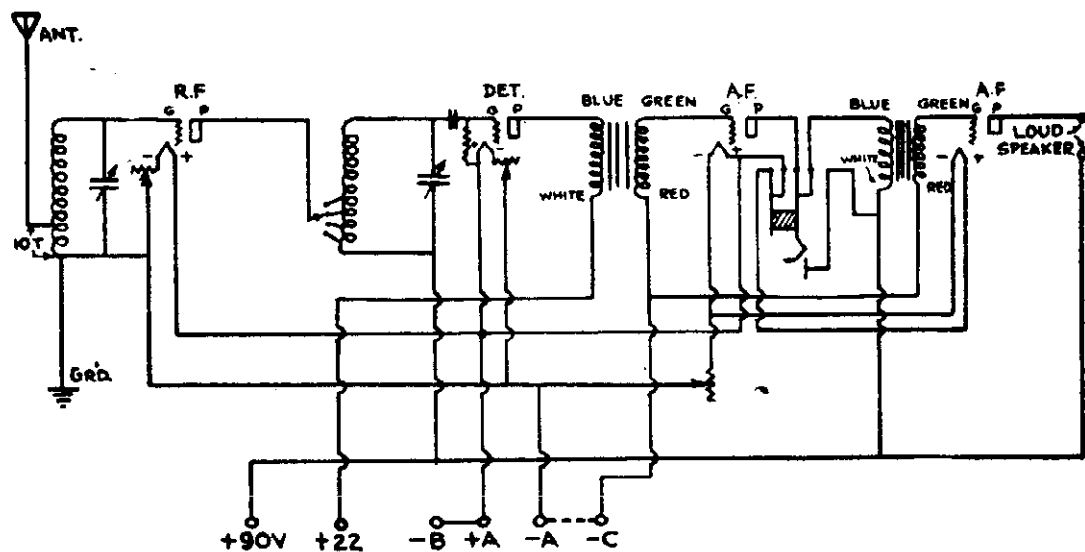 ANT.
R.F
G P
- +
10T
GRD.
DET.
G P
+ -
BLUE GREEN
WHITE RED
A.F.
G P
- +
BLUE GREEN
WHITE
RED
A.F
G P
- +
LOUD
SPEAKER
+90V +22 -B +A -A -C